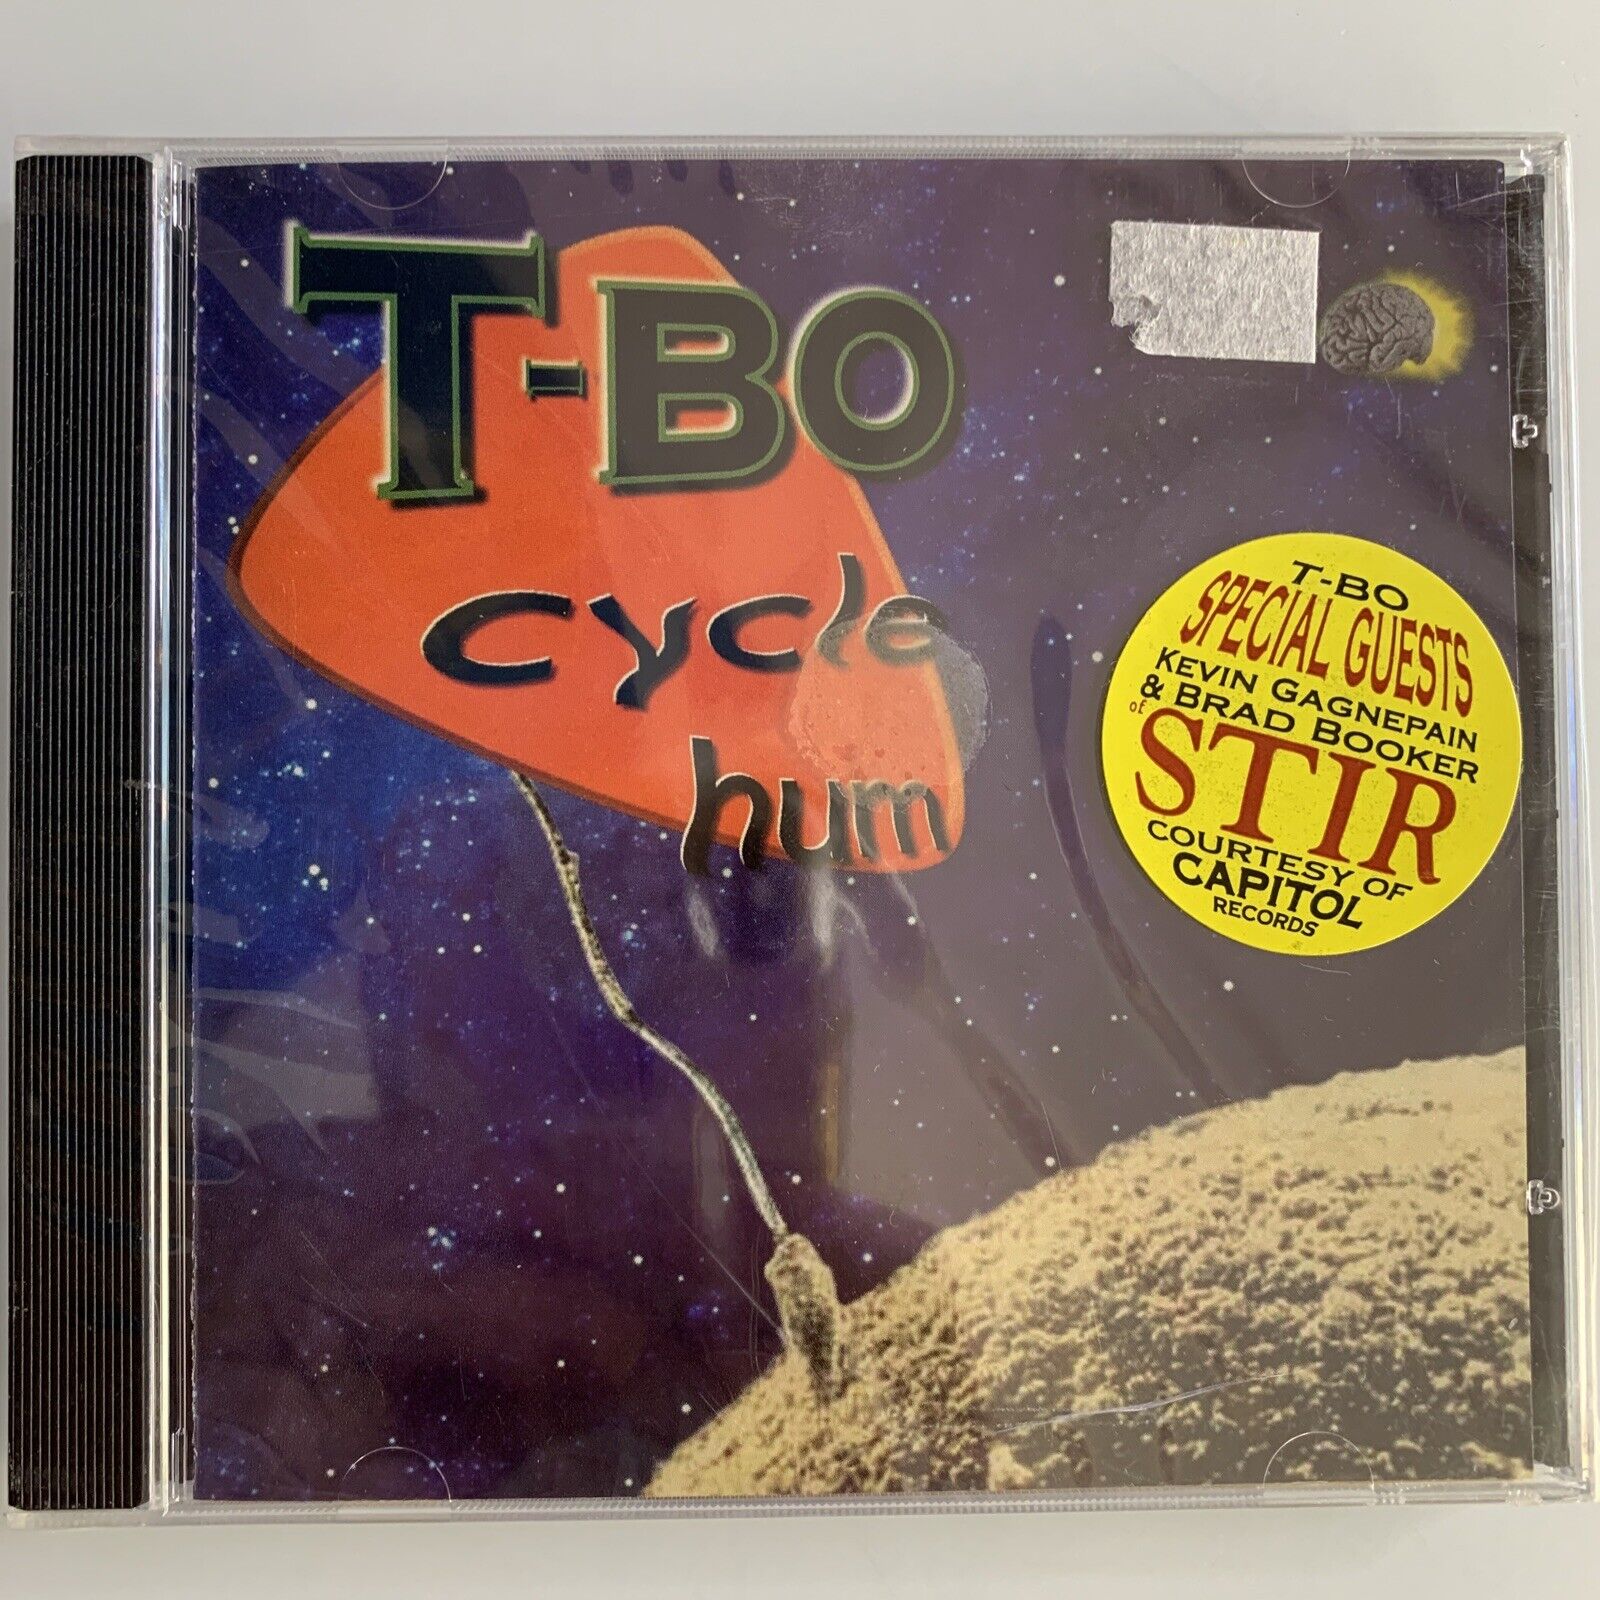 T-BO
cycle
hum
T-BO
SPECIAL GUESTS
KEVIN GAGNEPAIN
& BRAD BOOKER
of
STIR
COURTESY OF
CAPITOL
RECORDS